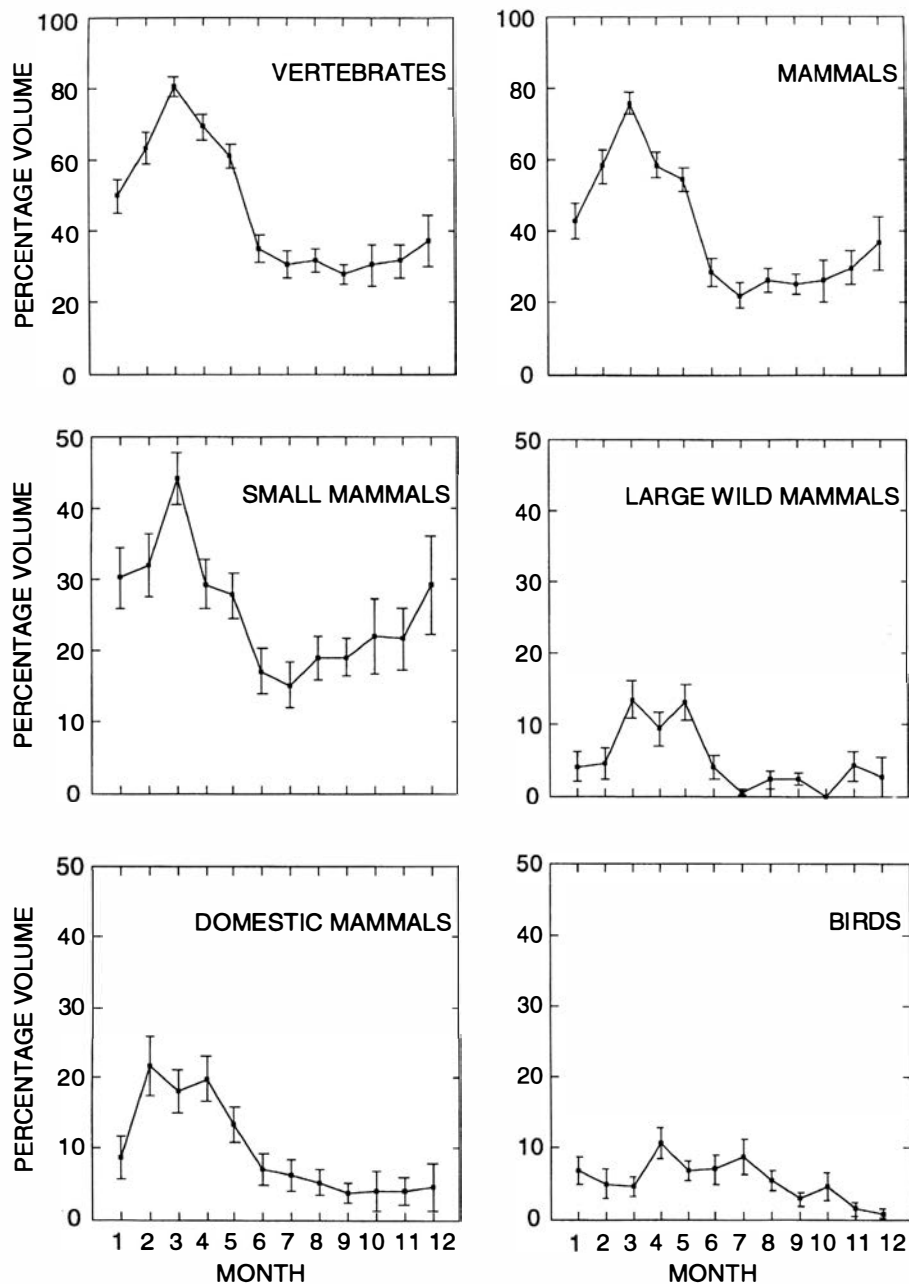 100
80
60
40
20
0
PERCENTAGE VOLUME
VERTEBRATES
100
80
60
40
20
0
MAMMALS
50
40
30
20
10
0
PERCENTAGE VOLUME
SMALL MAMMALS
50
40
30
20
10
0
LARGE WILD MAMMALS
50
40
30
20
10
0
PERCENTAGE VOLUME
DOMESTIC MAMMALS
1 2 3 4 5 6 7 8 9 10 11 12
MONTH
50
40
30
20
10
0
BIRDS
1 2 3 4 5 6 7 8 9 10 11 12
MONTH